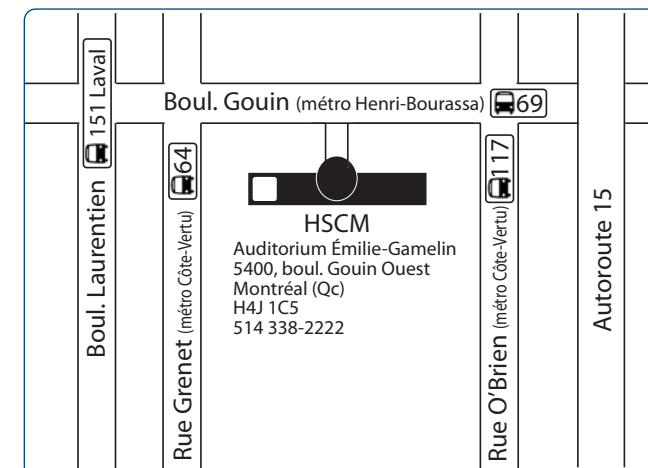 Boul. Gouin (métro Henri-Bourassa) 69
Boul. Laurentien 151 Laval
Rue Grenet (métro Côte-Vertu) 64
HSCM
Auditorium Émilie-Gamelin
5400, boul. Gouin Ouest
Montréal (Qc)
H4J 1C5
514 338-2222
Rue O'Brien (métro Côte-Vertu) 117
Autoroute 15